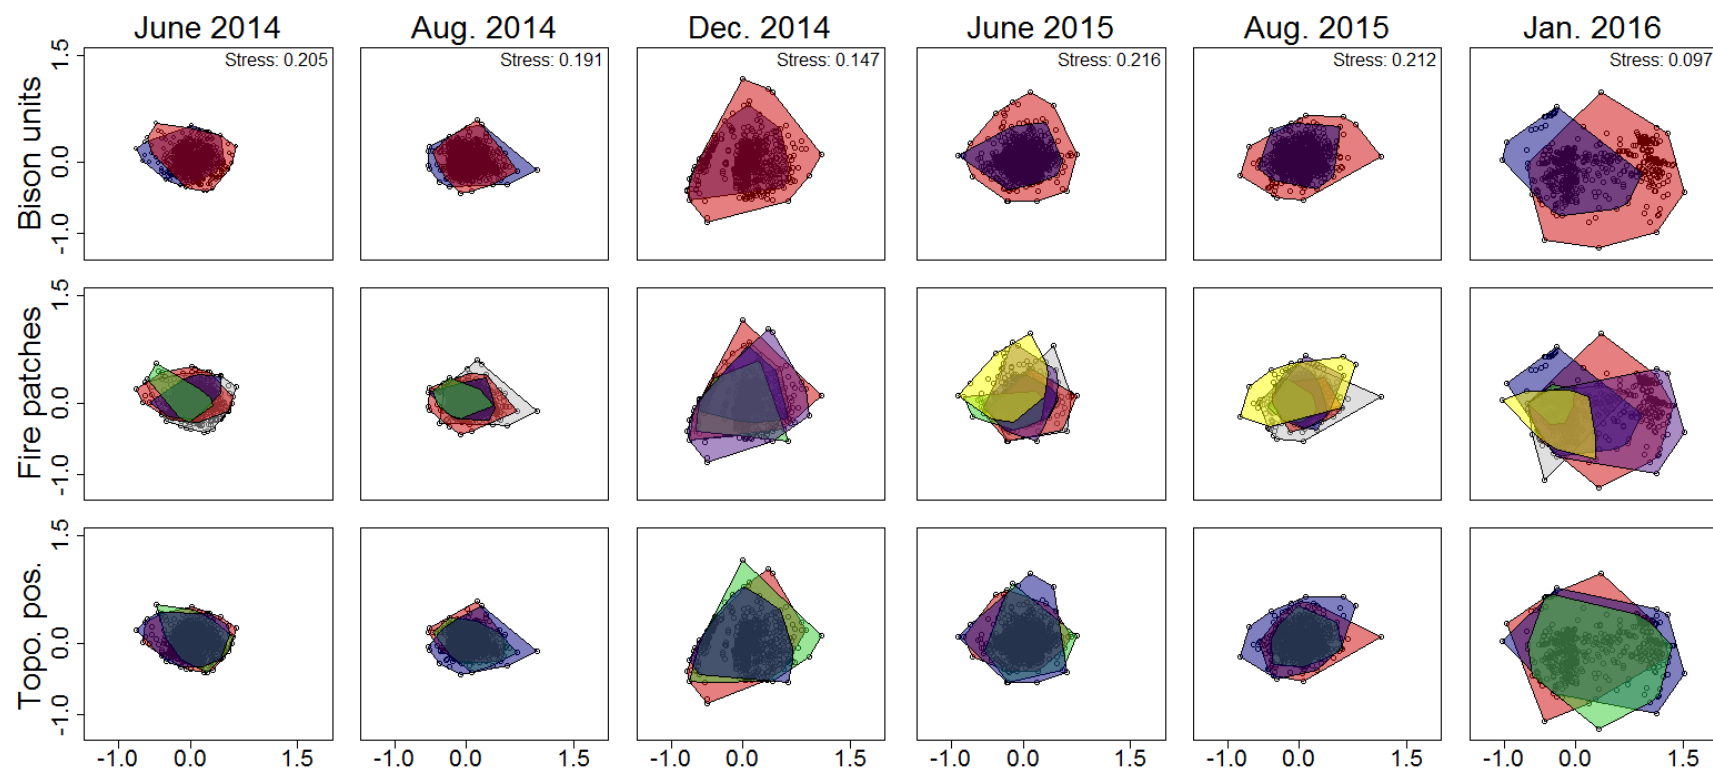 June 2014 Aug. 2014 Dec. 2014 June 2015 Aug. 2015 Jan. 2016
Stress: 0.205 Stress: 0.191 Stress: 0.147 Stress: 0.216 Stress: 0.212 Stress: 0.097
Bison units
1.5
0.0
-1.0
Fire patches
1.5
0.0
-1.0
Topo. pos.
1.5
0.0
-1.0
-1.0 0.0 1.5 -1.0 0.0 1.5 -1.0 0.0 1.5 -1.0 0.0 1.5 -1.0 0.0 1.5 -1.0 0.0 1.5